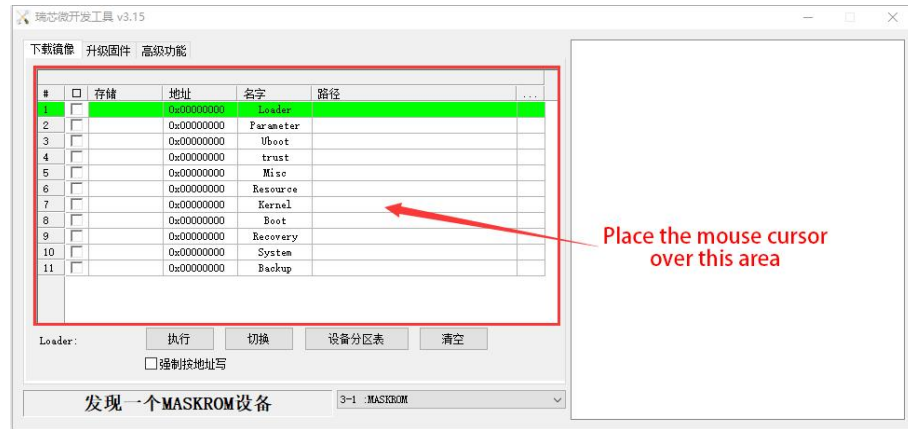 瑞芯微开发工具 v3.15
下载镜像 升级固件 高级功能
# 口 存储 地址 名字 路径 ...
1 0x00000000 Loader
2 0x00000000 Parameter
3 0x00000000 Uboot
4 0x00000000 trust
5 0x00000000 Misc
6 0x00000000 Resource
7 0x00000000 Kernel
8 0x00000000 Boot
9 0x00000000 Recovery
10 0x00000000 System
11 0x00000000 Backup
Place the mouse cursor
over this area
Loader: 执行 切换 设备分区表 清空
强制按地址写
发现一个MASKROM设备 3-1 :MASKROM